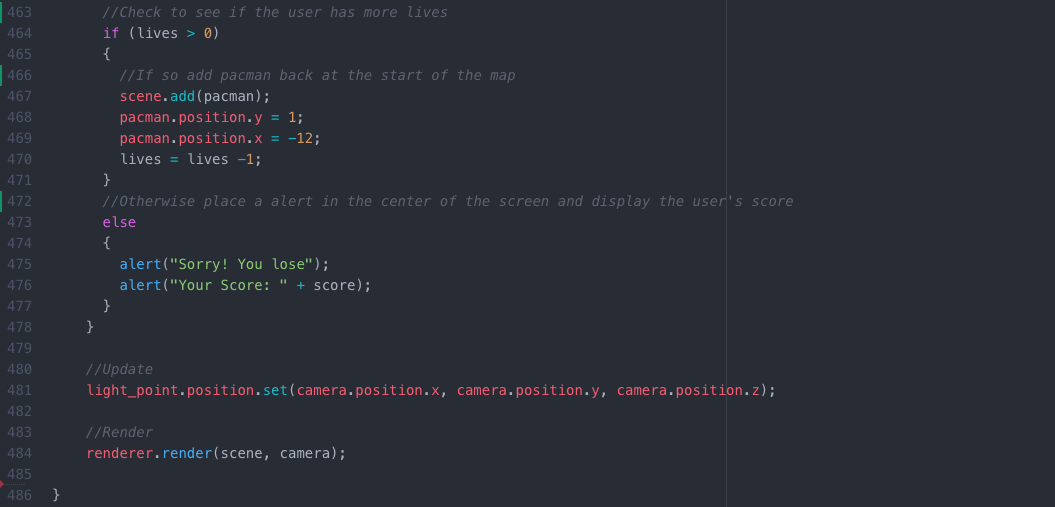 463 //Check to see if the user has more lives
464 if (lives > 0)
465 {
466 //If so add pacman back at the start of the map
467 scene.add(pacman);
468 pacman.position.y = 1;
469 pacman.position.x = -12;
470 lives = lives -1;
471 }
472 //Otherwise place a alert in the center of the screen and display the user's score
473 else
474 {
475 alert("Sorry! You lose");
476 alert("Your Score: " + score);
477 }
478 }
479
480 //Update
481 light_point.position.set(camera.position.x, camera.position.y, camera.position.z);
482
483 //Render
484 renderer.render(scene, camera);
485
486 }